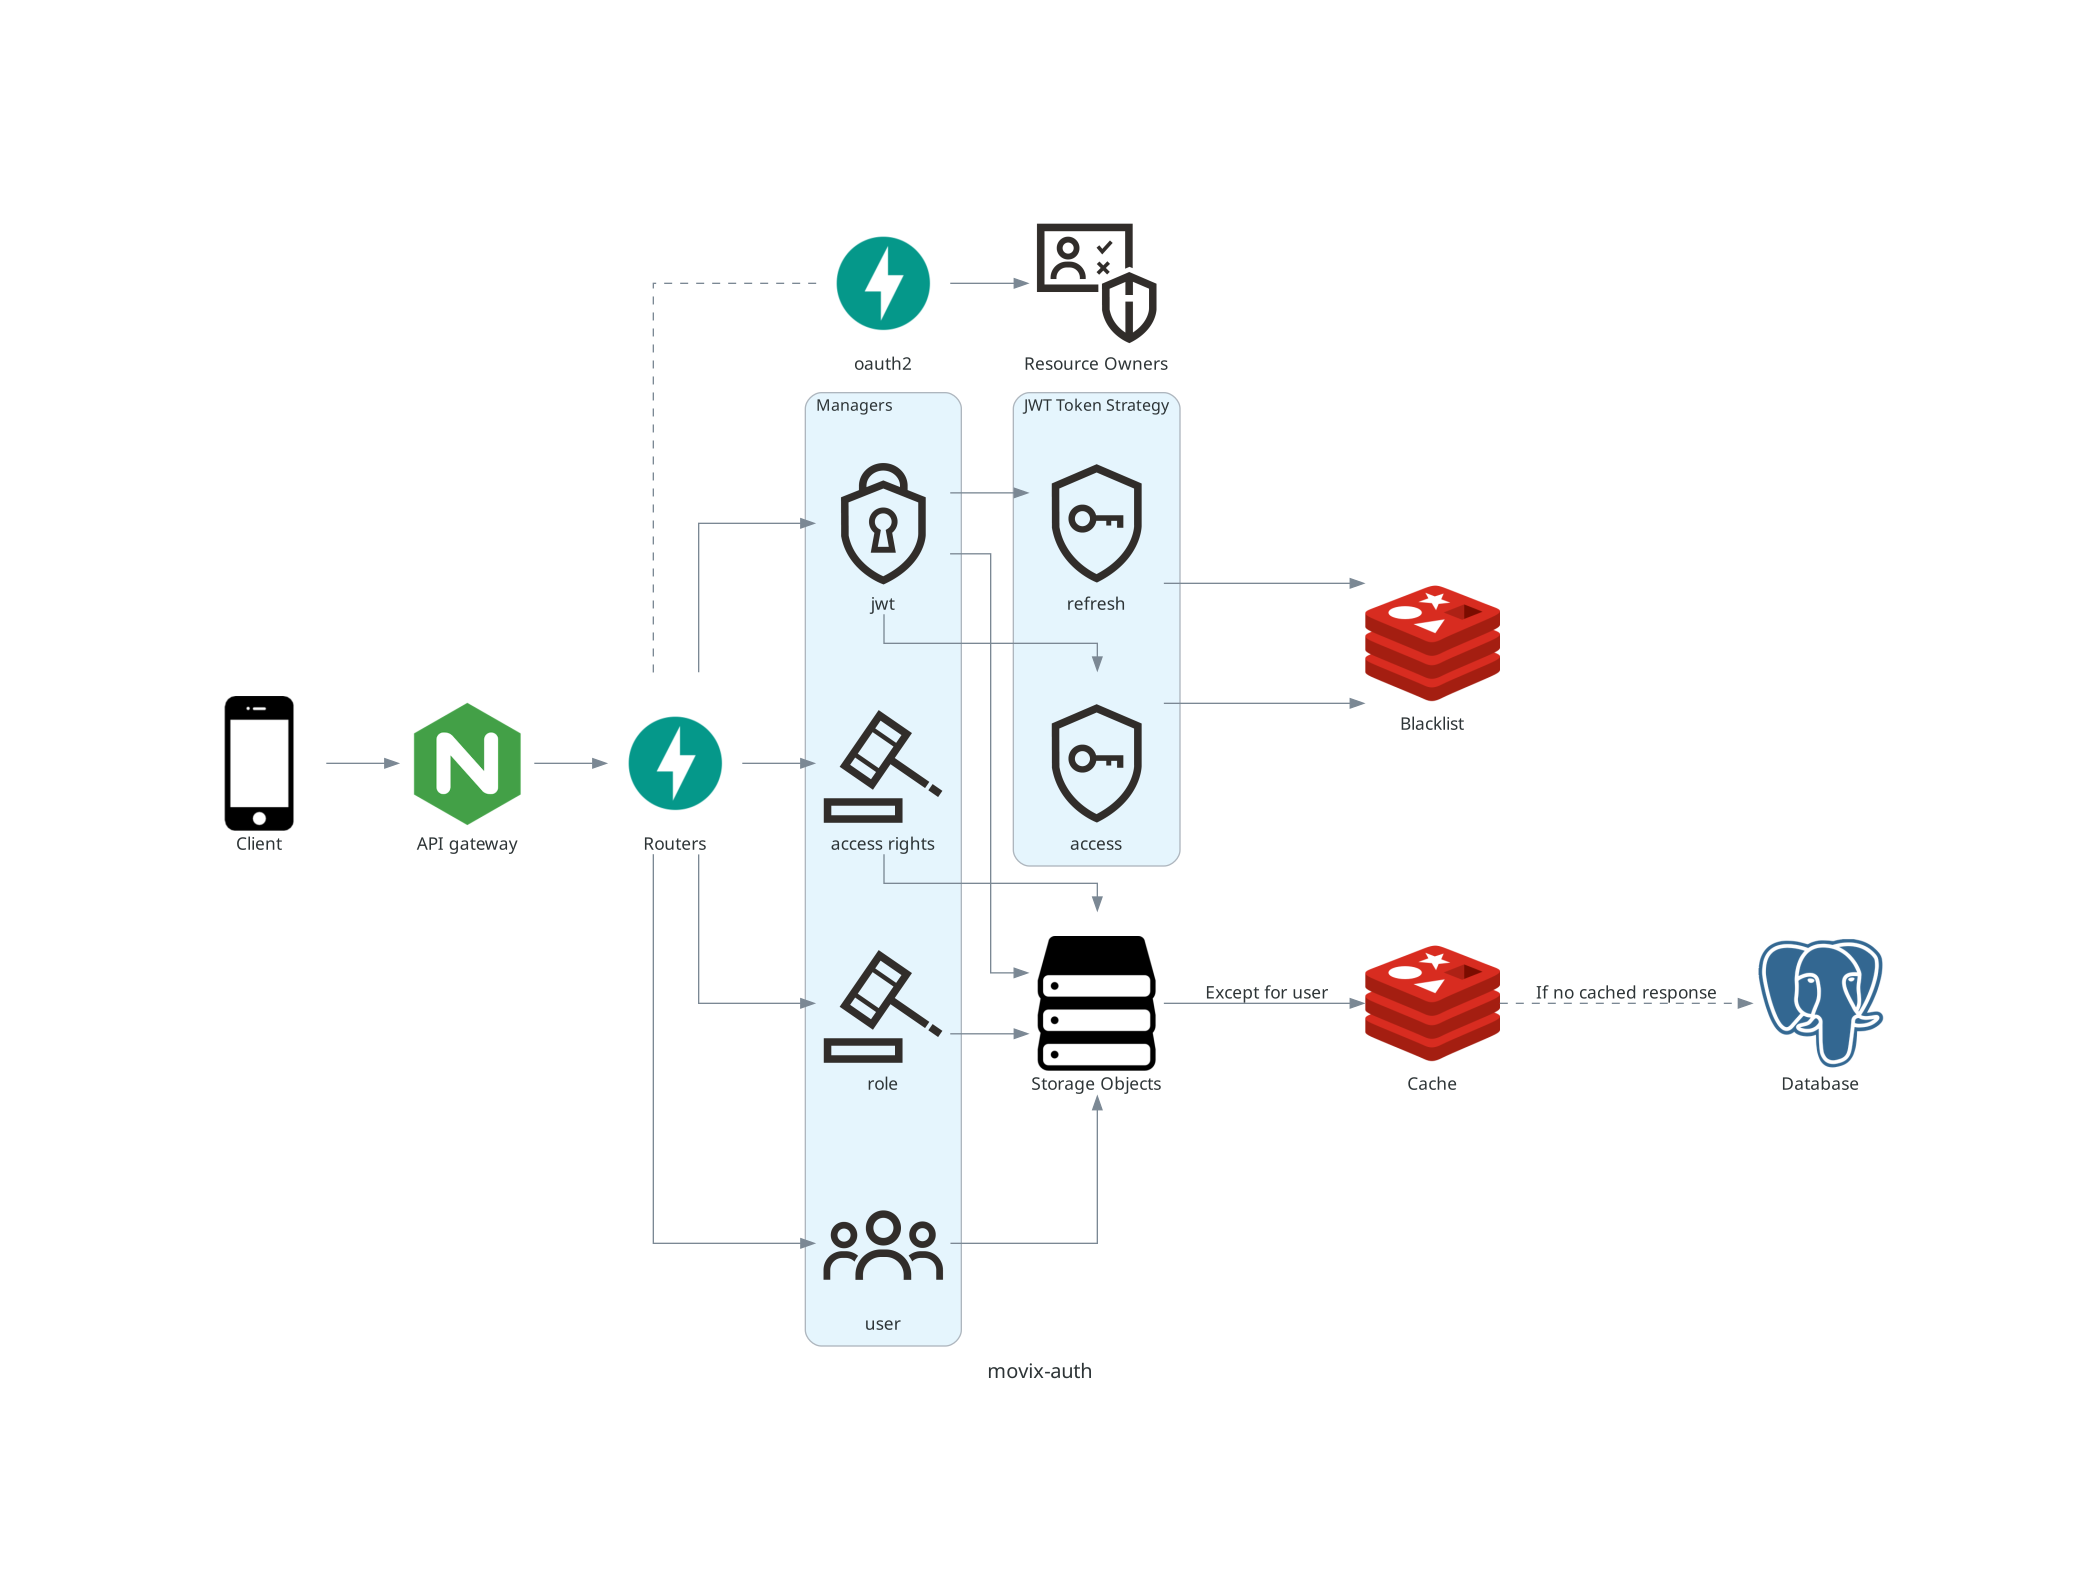 oauth2
Resource Owners
Managers
JWT Token Strategy
jwt
refresh
Blacklist
Client
API gateway
Routers
access rights
access
Except for user
If no cached response
role
Storage Objects
Cache
Database
user
movix-auth